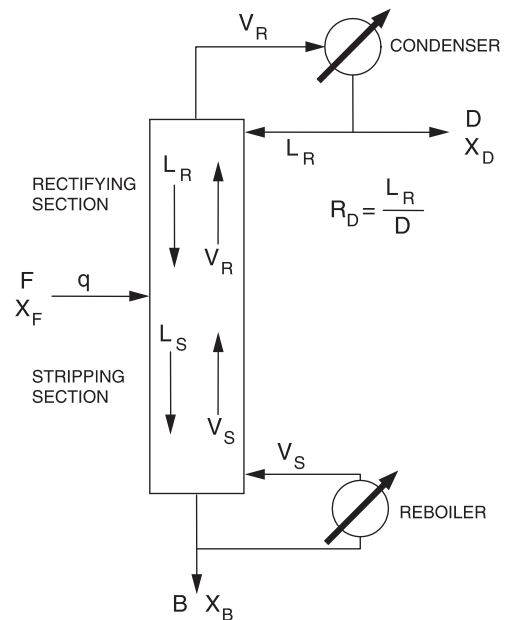 V_R
CONDENSER
L_R
D
X_D
R_D = L_R / D
L_R
RECTIFYING
SECTION
V_R
F
q
X_F
L_S
STRIPPING
SECTION
V_S
V_S
REBOILER
B X_B